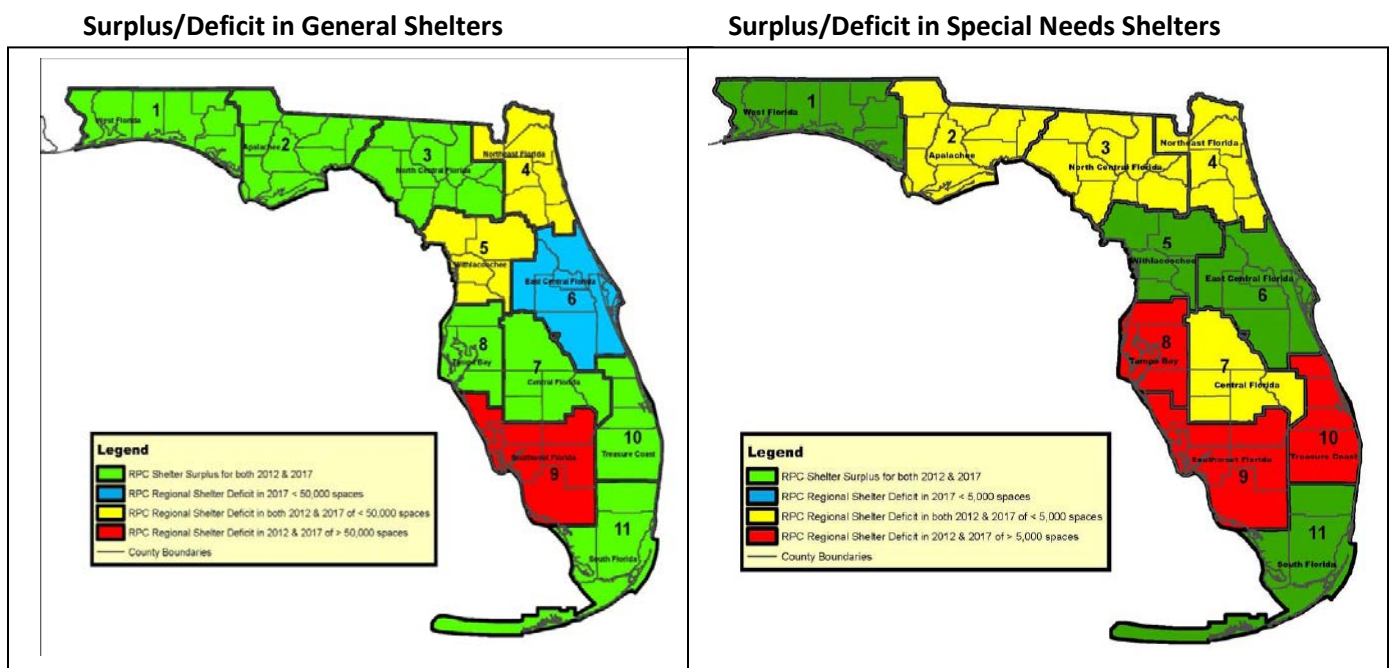 Surplus/Deficit in General Shelters
1
West Florida
2
Apalachee
3
North Central Florida
Northeast Florida
4
5
Withlacoochee
East Central Florida
6
8
Tampa Bay
7
Central Florida
9
Southwest Florida
10
Treasure Coast
11
South Florida
Legend
RPC Shelter Surplus for both 2012 & 2017
RPC Regional Shelter Deficit in 2017 < 50,000 spaces
RPC Regional Shelter Deficit in both 2012 & 2017 of < 50,000 spaces
RPC Regional Shelter Deficit in 2012 & 2017 of > 50,000 spaces
County Boundaries
Surplus/Deficit in Special Needs Shelters
1
West Florida
2
Apalachee
3
North Central Florida
Northeast Florida
4
5
Withlacoochee
East Central Florida
6
8
Tampa Bay
7
Central Florida
Southwest Florida
9
10
Treasure Coast
11
South Florida
Legend
RPC Shelter Surplus for both 2012 & 2017
RPC Regional Shelter Deficit in 2017 < 5,000 spaces
RPC Regional Shelter Deficit in both 2012 & 2017 of < 5,000 spaces
RPC Regional Shelter Deficit in 2012 & 2017 of > 5,000 spaces
County Boundaries